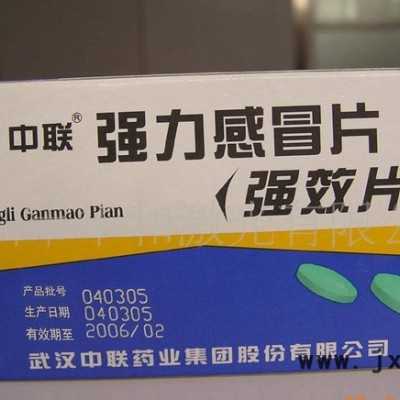 中联® 强力感冒片
gli Ganmao Pian
（强效片
产品批号 040305
生产日期 040305
有效期至 2006/02
武汉中联药业集团股份有限公司
www.jx